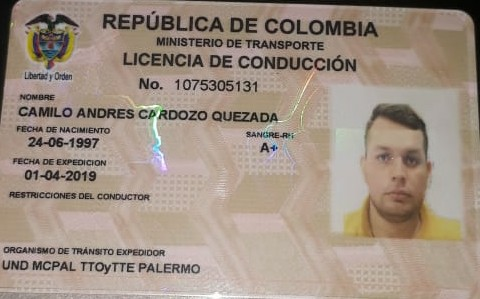 REPÚBLICA DE COLOMBIA
MINISTERIO DE TRANSPORTE
LICENCIA DE CONDUCCIÓN
Libertad y Orden
No. 1075305131
NOMBRE
CAMILO ANDRES CARDOZO QUEZADA
FECHA DE NACIMIENTO
24-06-1997
SANGRE-RH
A+
FECHA DE EXPEDICION
01-04-2019
RESTRICCIONES DEL CONDUCTOR
ORGANISMO DE TRÁNSITO EXPEDIDOR
UND MCPAL TTOyTTE PALERMO